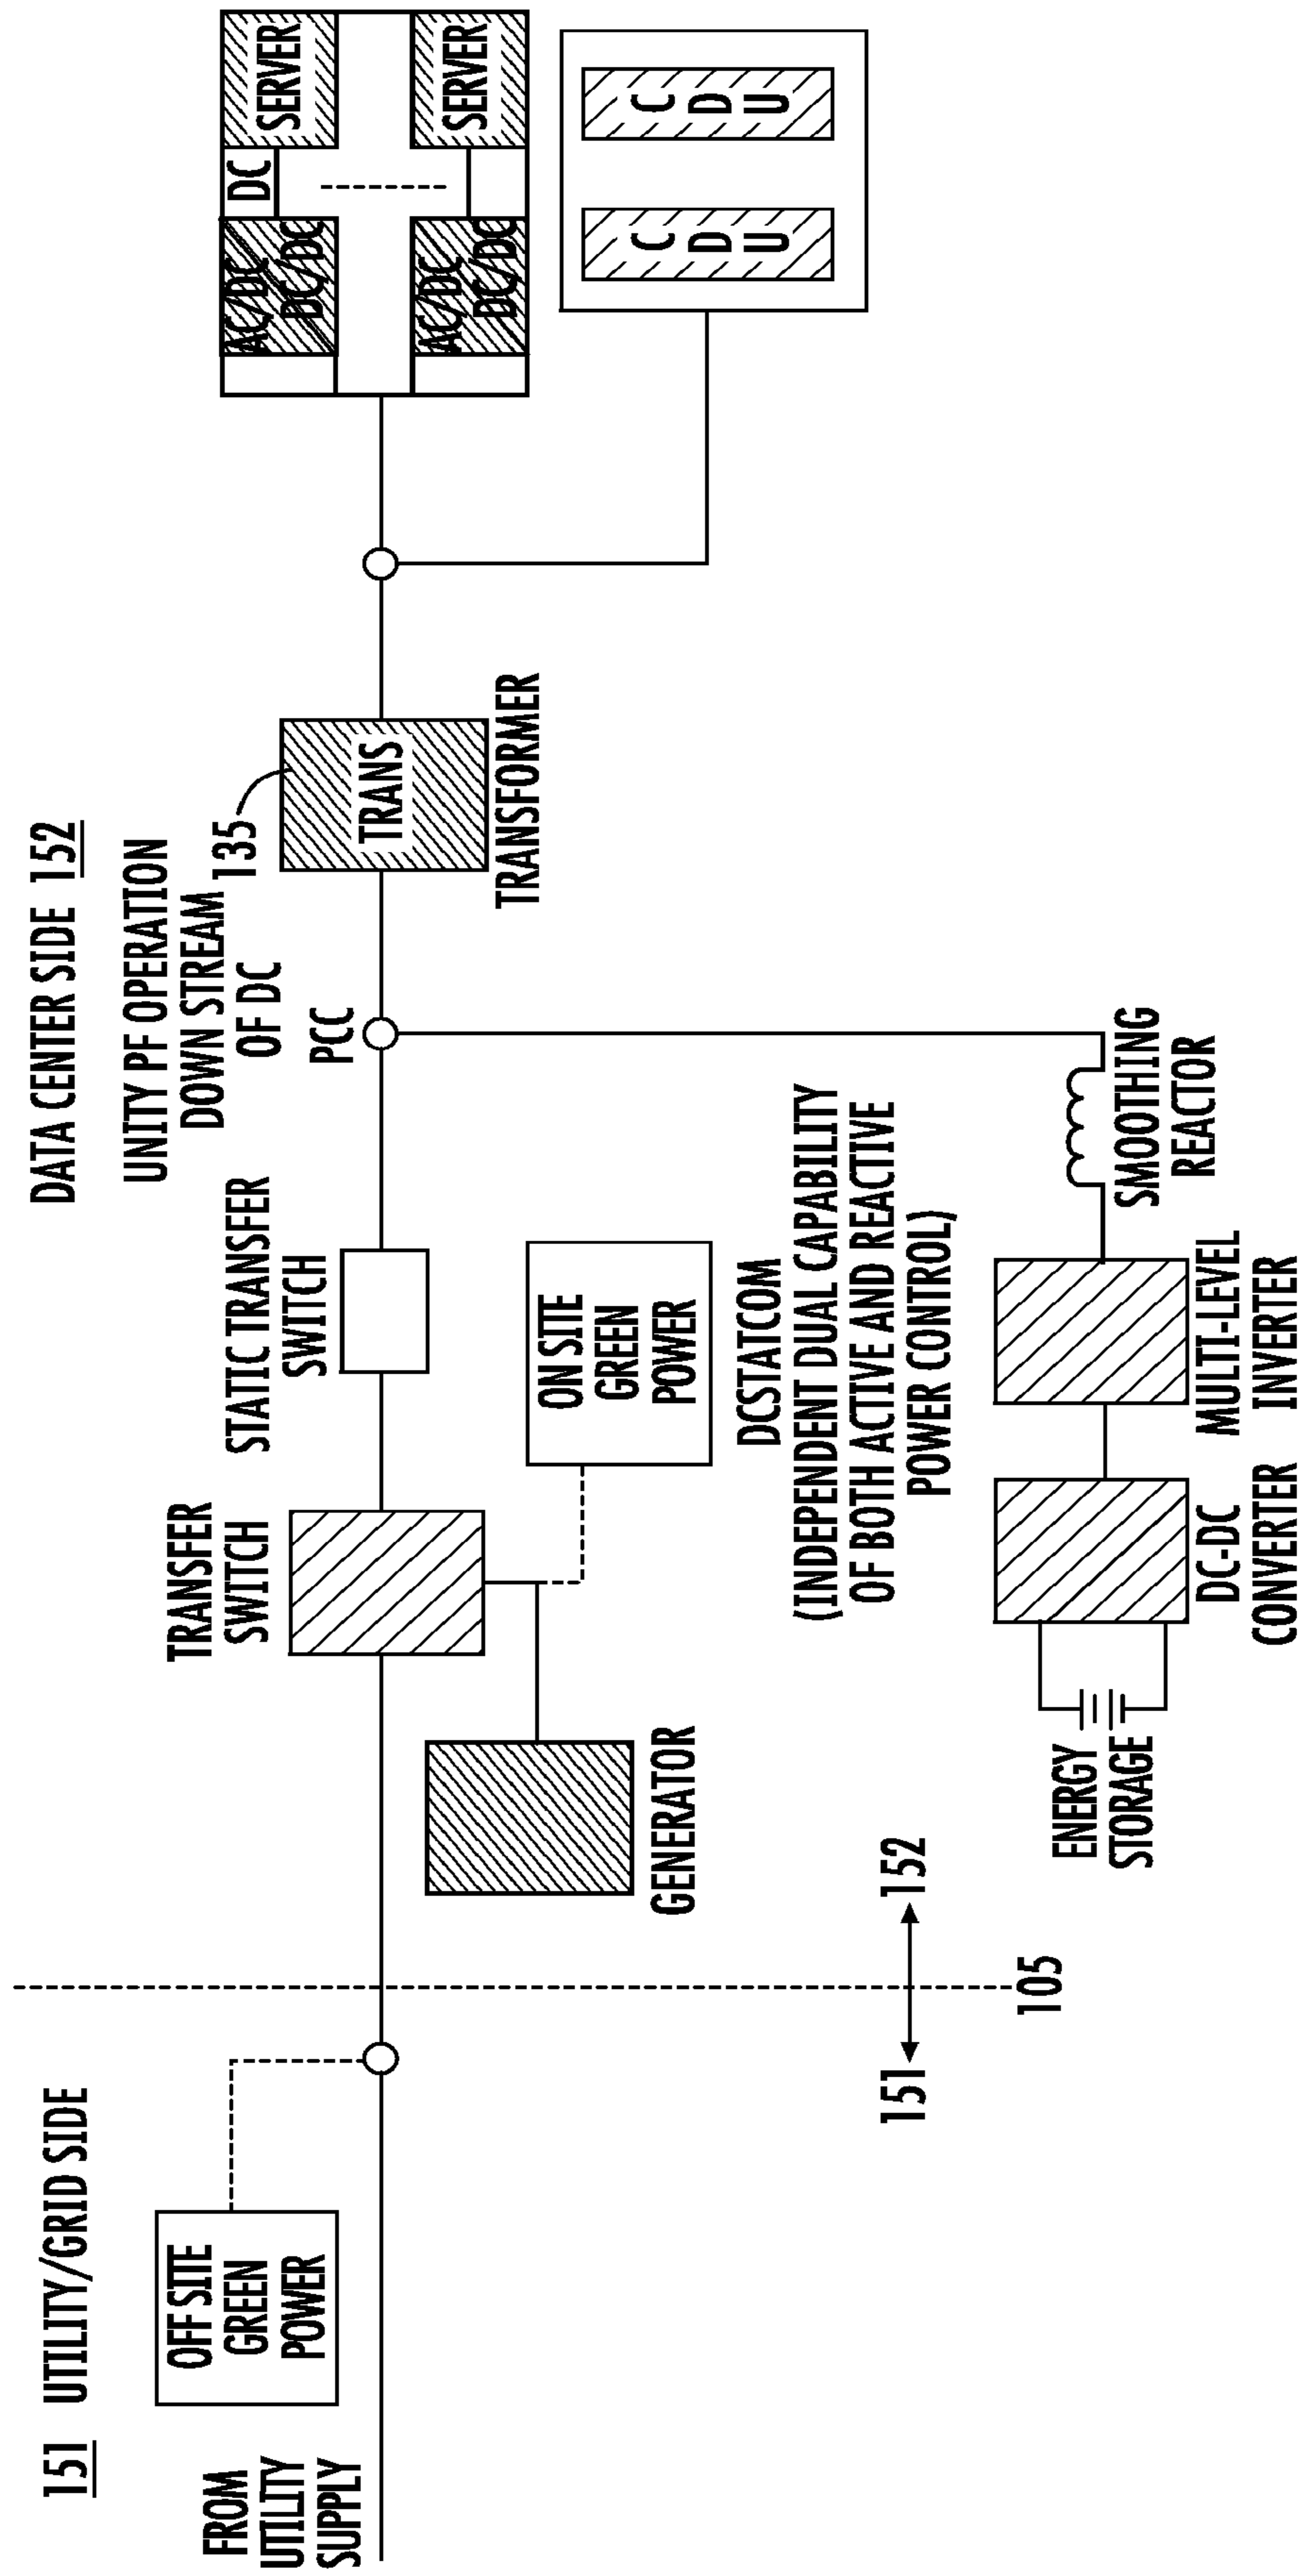 151 UTILITY/GRID SIDE
DATA CENTER SIDE 152
FROM
UTILITY
SUPPLY
OFF SITE
GREEN
POWER
TRANSFER
SWITCH
STATIC TRANSFER
SWITCH
UNITY PF OPERATION
DOWN STREAM
OF DC
PCC
135
TRANS
TRANSFORMER
AC/DC
DC/DC
DC
SERVER
AC/DC
DC/DC
SERVER
CDU
CDU
GENERATOR
ON SITE
GREEN
POWER
DCSTATCOM
(INDEPENDENT DUAL CAPABILITY
OF BOTH ACTIVE AND REACTIVE
POWER CONTROL)
151
152
105
ENERGY
STORAGE
DC-DC
CONVERTER
MULTI-LEVEL
INVERTER
SMOOTHING
REACTOR